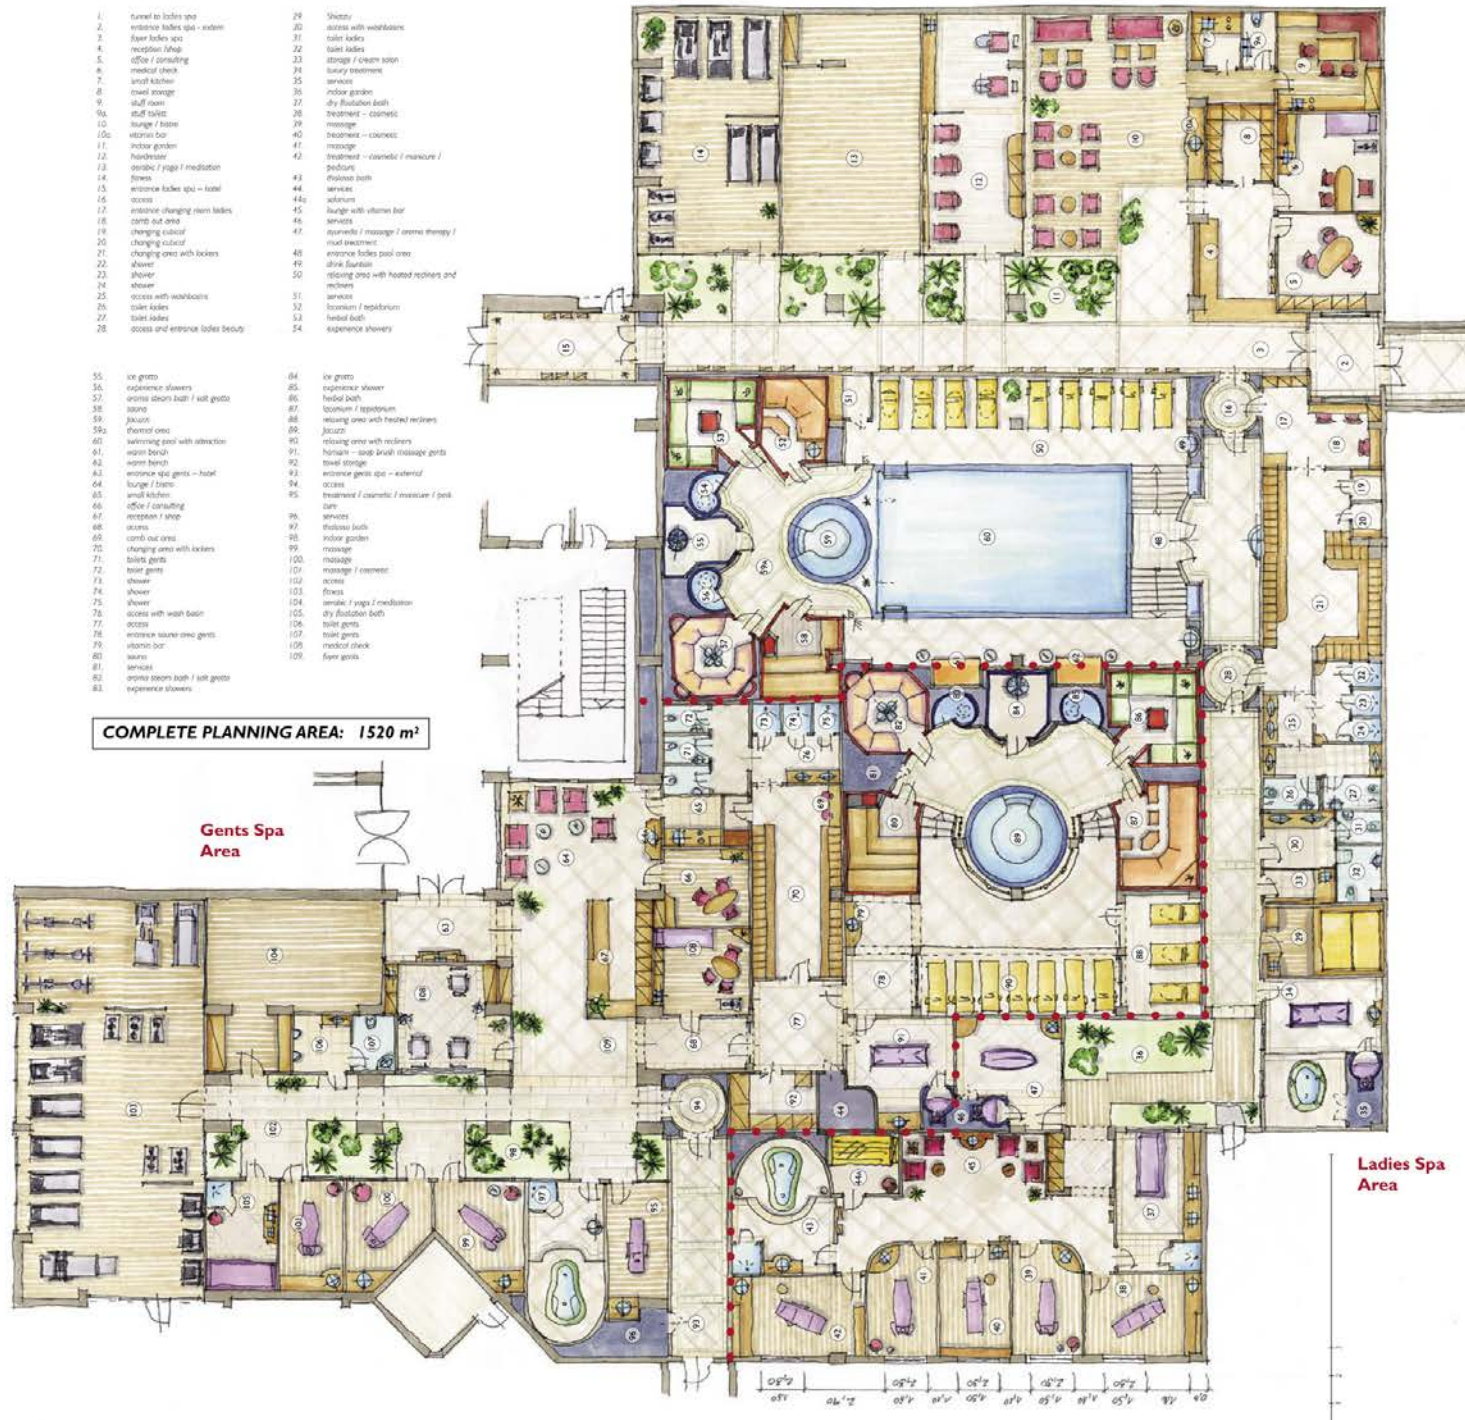 1. tunnel to ladies spa
2. entrance ladies spa - extern
3. foyer ladies spa
4. reception / shop
5. office / consulting
6. medical check
7. small kitchen
8 towel storage
9. stuff room
9a. stuff toilets
10. lounge / bistro
10a. vitamin bar
11. indoor garden
12. hairdresser
13. aerobic / yoga / meditation
14. fitness
15. entrance ladies spa – hotel
16. access
17. entrance changing room ladies
18. comb out area
19. changing cubical
20. changing cubical
21. changing area with lockers
22. shower
23. shower
24 shower
25. access with washbasins
26. toilet ladies
27. toilet ladies
28. access and entrance ladies beauty
29 Shiatzu
30 access with washbasins
31. toilet ladies
32 toilet ladies
33. storage / cream salon
34. luxury treatment
35 services
36 indoor garden
37. dry floatation bath
38. treatment – cosmetic
39. massage
40 treatment – cosmetic
41. massage
42. treatment – cosmetic / manicure /
pedicure
43. thalasso bath
44. services
44a solarium
45 lounge with vitamin bar
46. services
47. ayurveda / massage / aroma therapy /
mud treatment
48 entrance ladies pool area
49. drink fountain
50 relaxing area with heated recliners and
recliners
51. services
52 laconium / tepidarium
53 herbal bath
54. experience showers
55. ice grotto
56. experience showers
57. aroma steam bath / salt grotto
58. sauna
59. Jacuzzi
59a. thermal area
60. swimming pool with attraction
61. warm bench
62. warm bench
63. entrance spa gents – hotel
64. lounge / bistro
65. small kitchen
66. office / consulting
67. reception / shop
68. access
69. comb out area
70. changing area with lockers
71. toilets gents
72. toilet gents
73. shower
74. shower
75. shower
76. access with wash basin
77. access
78. entrance sauna area gents
79. vitamin bar
80. sauna
81. services
82. aroma steam bath / salt grotto
83. experience showers
84. ice grotto
85. experience shower
86. herbal bath
87. laconium / tepidarium
88. relaxing area with heated recliners
89. Jacuzzi
90. relaxing area with recliners
91. hamam – soap brush massage gents
92. towel storage
93. entrance gents spa – external
94. access
95. treatment / cosmetic / manicure / pedi
cure
96. services
97. thalasso bath
98. indoor garden
99. massage
100. massage
101. massage / cosmetic
102 access
103. fitness
104. aerobic / yoga / meditation
105. dry floatation bath
106. toilet gents
107. toilet gents
108 medical check
109. foyer gents
COMPLETE PLANNING AREA: 1520 m²
Gents Spa
Area
Ladies Spa
Area